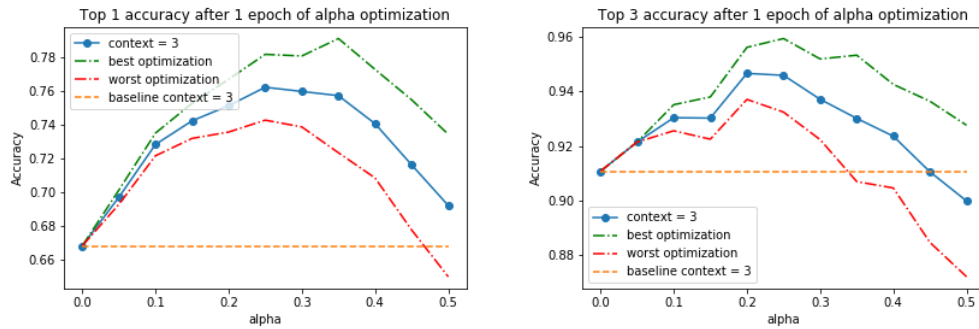 Top 1 accuracy after 1 epoch of alpha optimization
context = 3
best optimization
worst optimization
baseline context = 3
Accuracy
0.78
0.76
0.74
0.72
0.70
0.68
0.66
0.0
0.1
0.2
0.3
0.4
0.5
alpha
Top 3 accuracy after 1 epoch of alpha optimization
Accuracy
0.96
0.94
0.92
0.90
0.88
context = 3
best optimization
worst optimization
baseline context = 3
0.0
0.1
0.2
0.3
0.4
0.5
alpha